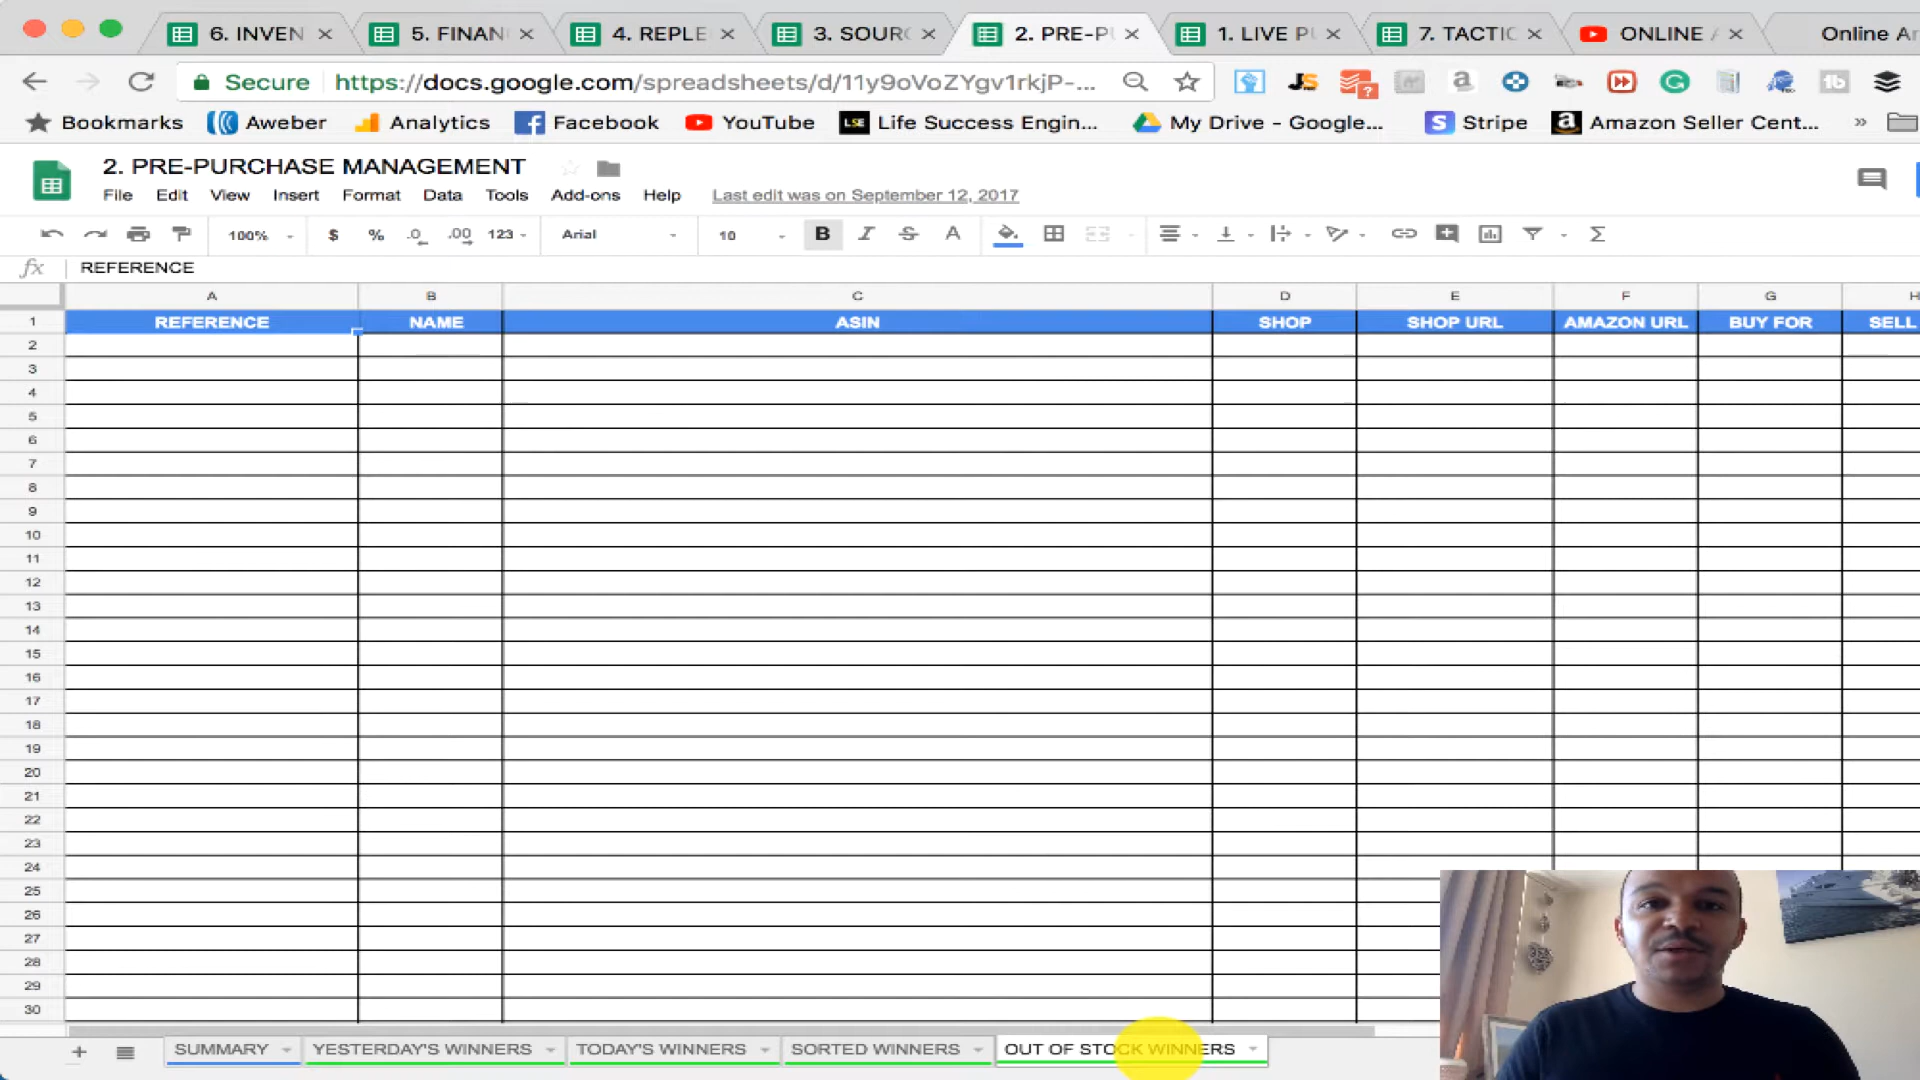 6. INVEN
5. FINAN
4. REPLE
3. SOUR
2. PRE-P
1. LIVE P
7. TACTIC
ONLINE
Online Ar
Secure https://docs.google.com/spreadsheets/d/11y9oVoZYgv1rkjP-...
Bookmarks Aweber Analytics Facebook YouTube LSE Life Success Engin... My Drive - Google... Stripe Amazon Seller Cent... »
2. PRE-PURCHASE MANAGEMENT
File Edit View Insert Format Data Tools Add-ons Help Last edit was on September 12, 2017
100% $ % .0 .00 123 Arial 10 B I S A
fx REFERENCE
A B C D E F G H
1 REFERENCE NAME ASIN SHOP SHOP URL AMAZON URL BUY FOR SELL
2
3
4
5
6
7
8
9
10
11
12
13
14
15
16
17
18
19
20
21
22
23
24
25
26
27
28
29
30
SUMMARY YESTERDAY'S WINNERS TODAY'S WINNERS SORTED WINNERS OUT OF STOCK WINNERS